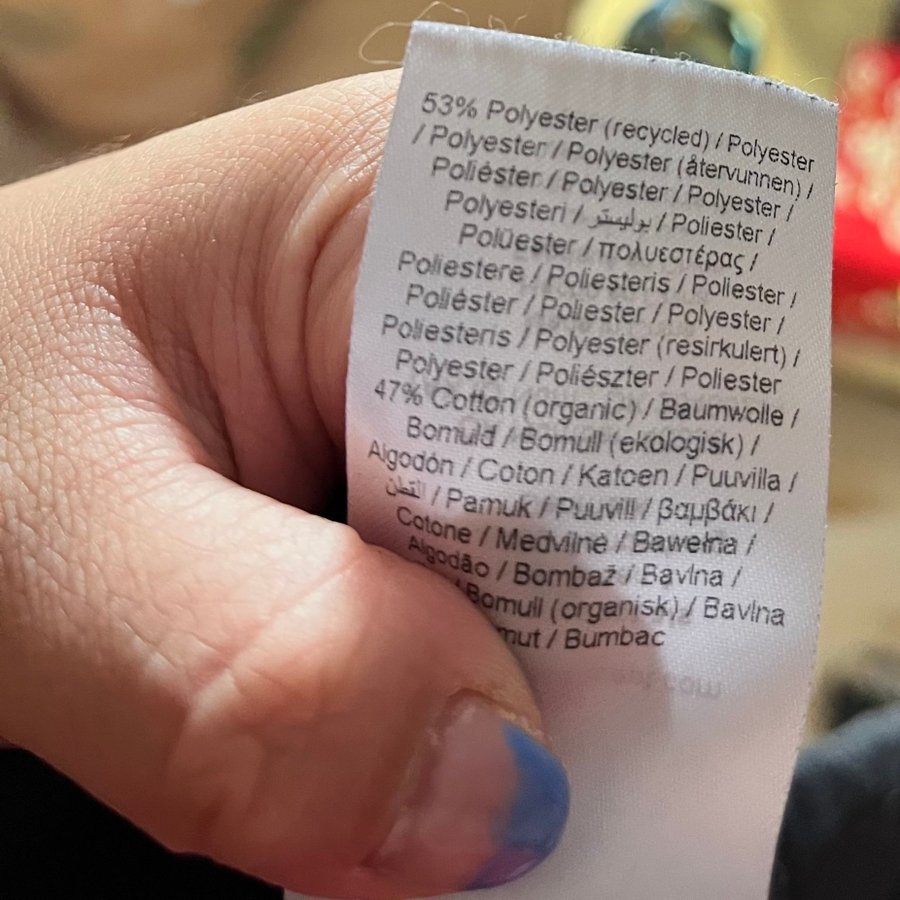 53% Polyester (recycled) / Polyester
/ Polyester / Polyester (återvunnen) /
Poliéster / Polyester / Polyester /
Polyesteri / بوليستر / Poliester /
Polüester / πολυεστέρας /
Poliestere / Poliesteris / Poliester /
Poliéster / Poliester / Polyester /
Poliesteris / Polyester (resirkulert) /
Polyester / Poliészter / Poliester
47% Cotton (organic) / Baumwolle /
Bomuld / Bomull (ekologisk) /
Algodón / Coton / Katoen / Puuvilla /
القطن / Pamuk / Puuvill / βαμβάκι /
Cotone / Medvilnė / Bawełna /
Algodão / Bombaž / Bavlna /
/ Bomull (organisk) / Bavlna
/ Bumbac